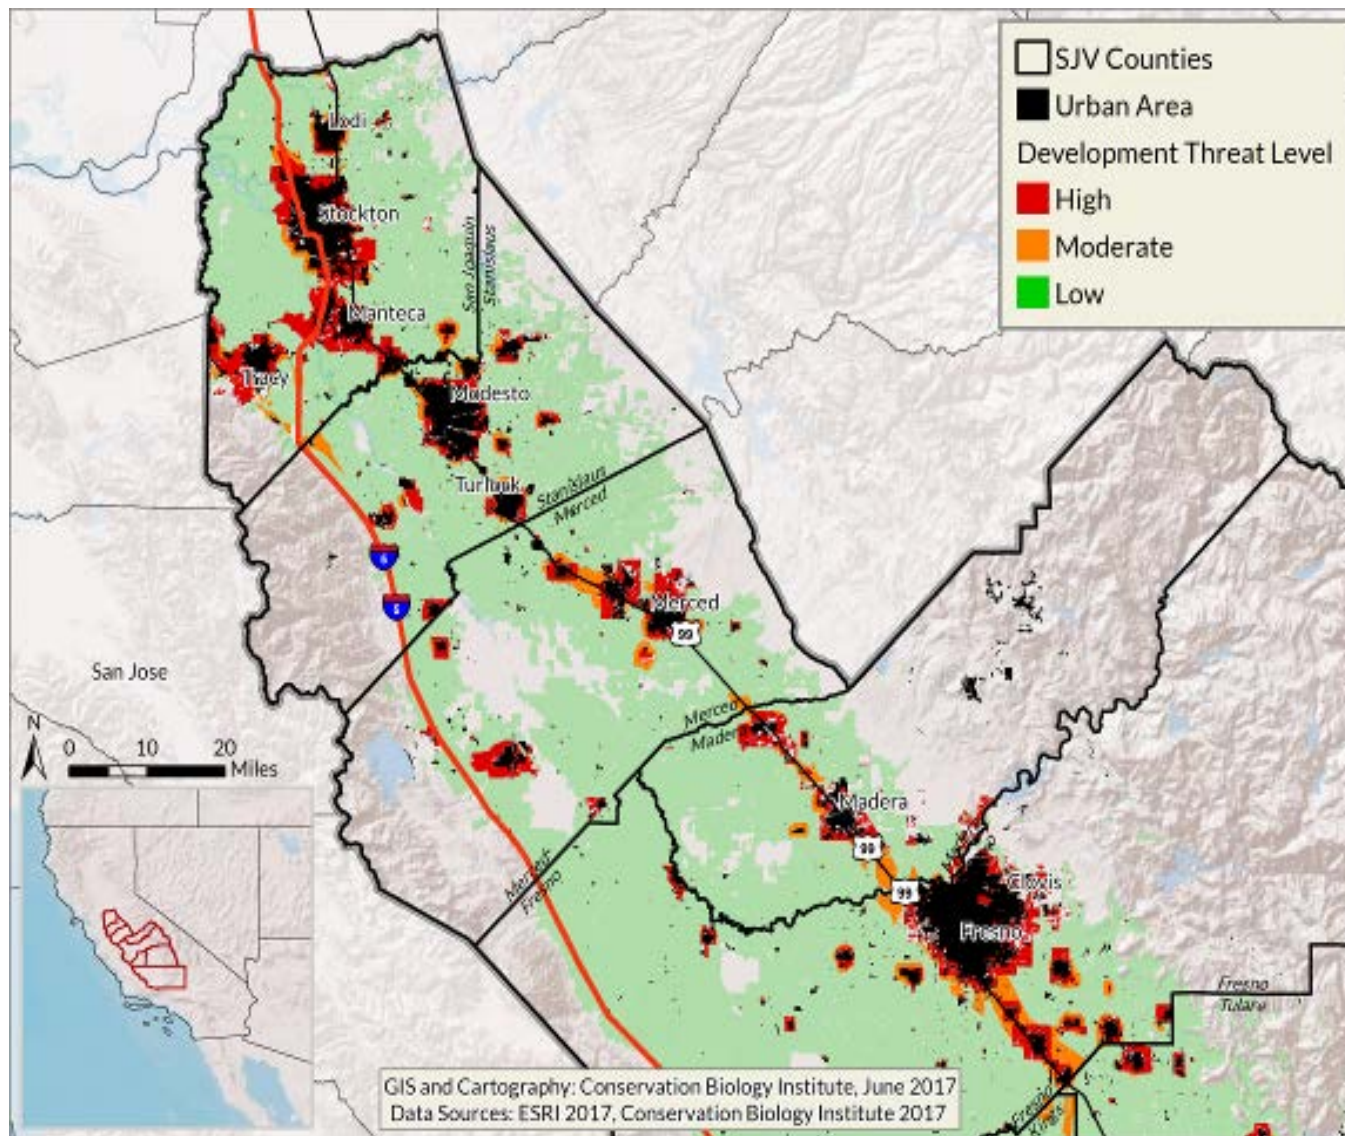 SJV Counties
Urban Area
Development Threat Level
High
Moderate
Low
Lodi
Stockton
San Joaquin
Stanislaus
Manteca
Tracy
Modesto
Turlock
Stanislaus
Merced
5
5
Merced
99
San Jose
N
0 10 20
Miles
Merced
Madera
Madera
99
99
Clovis
Fresno
Merced
Fresno
Fresno
Tulare
Fresno
Kings
GIS and Cartography: Conservation Biology Institute, June 2017
Data Sources: ESRI 2017, Conservation Biology Institute 2017